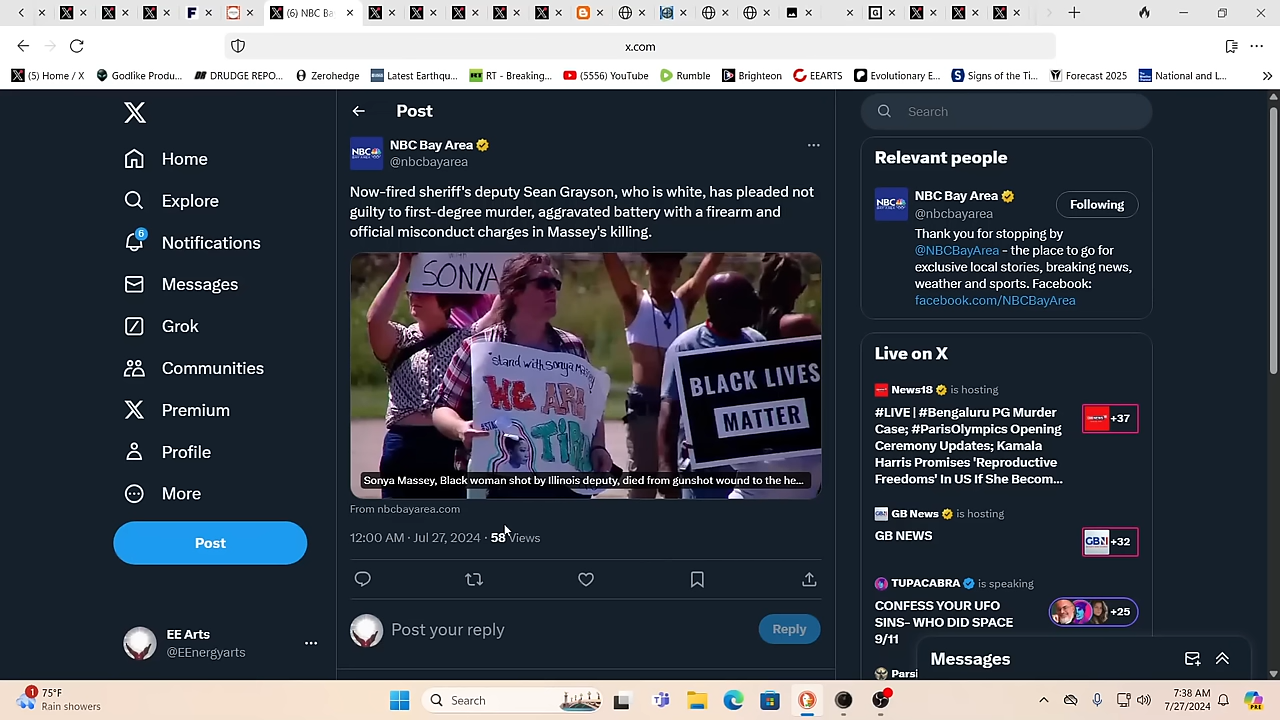 (6) NBC Ba
x.com
(5) Home / X
Godlike Produ...
DRUDGE REPO...
Zerohedge
Latest Earthqu...
RT - Breaking...
(5556) YouTube
Rumble
Brighteon
EEARTS
Evolutionary E...
Signs of the Ti...
Forecast 2025
National and L...
Home
Explore
6
Notifications
Messages
Grok
Communities
Premium
Profile
More
Post
EE Arts
@EEnergyarts
Post
NBC Bay Area
@nbcbayarea
Now-fired sheriff's deputy Sean Grayson, who is white, has pleaded not
guilty to first-degree murder, aggravated battery with a firearm and
official misconduct charges in Massey's killing.
SONYA
"stand with Sonya Massey
WE ARE
BLACK LIVES
MATTER
Sonya Massey, Black woman shot by Illinois deputy, died from gunshot wound to the he...
From nbcbayarea.com
12:00 AM · Jul 27, 2024 · 58 Views
Post your reply
Reply
Search
Relevant people
NBC Bay Area
@nbcbayarea
Following
Thank you for stopping by
@NBCBayArea - the place to go for
exclusive local stories, breaking news,
weather and sports. Facebook:
facebook.com/NBCBayArea
Live on X
News18 is hosting
#LIVE | #Bengaluru PG Murder
Case; #ParisOlympics Opening
Ceremony Updates; Kamala
Harris Promises 'Reproductive
Freedoms' In US If She Becom...
+37
GB News is hosting
GB NEWS
GBN +32
TUPACABRA is speaking
CONFESS YOUR UFO
SINS- WHO DID SPACE
9/11
+25
Parsi
Messages
1
75°F
Rain showers
Search
7:38 AM
7/27/2024